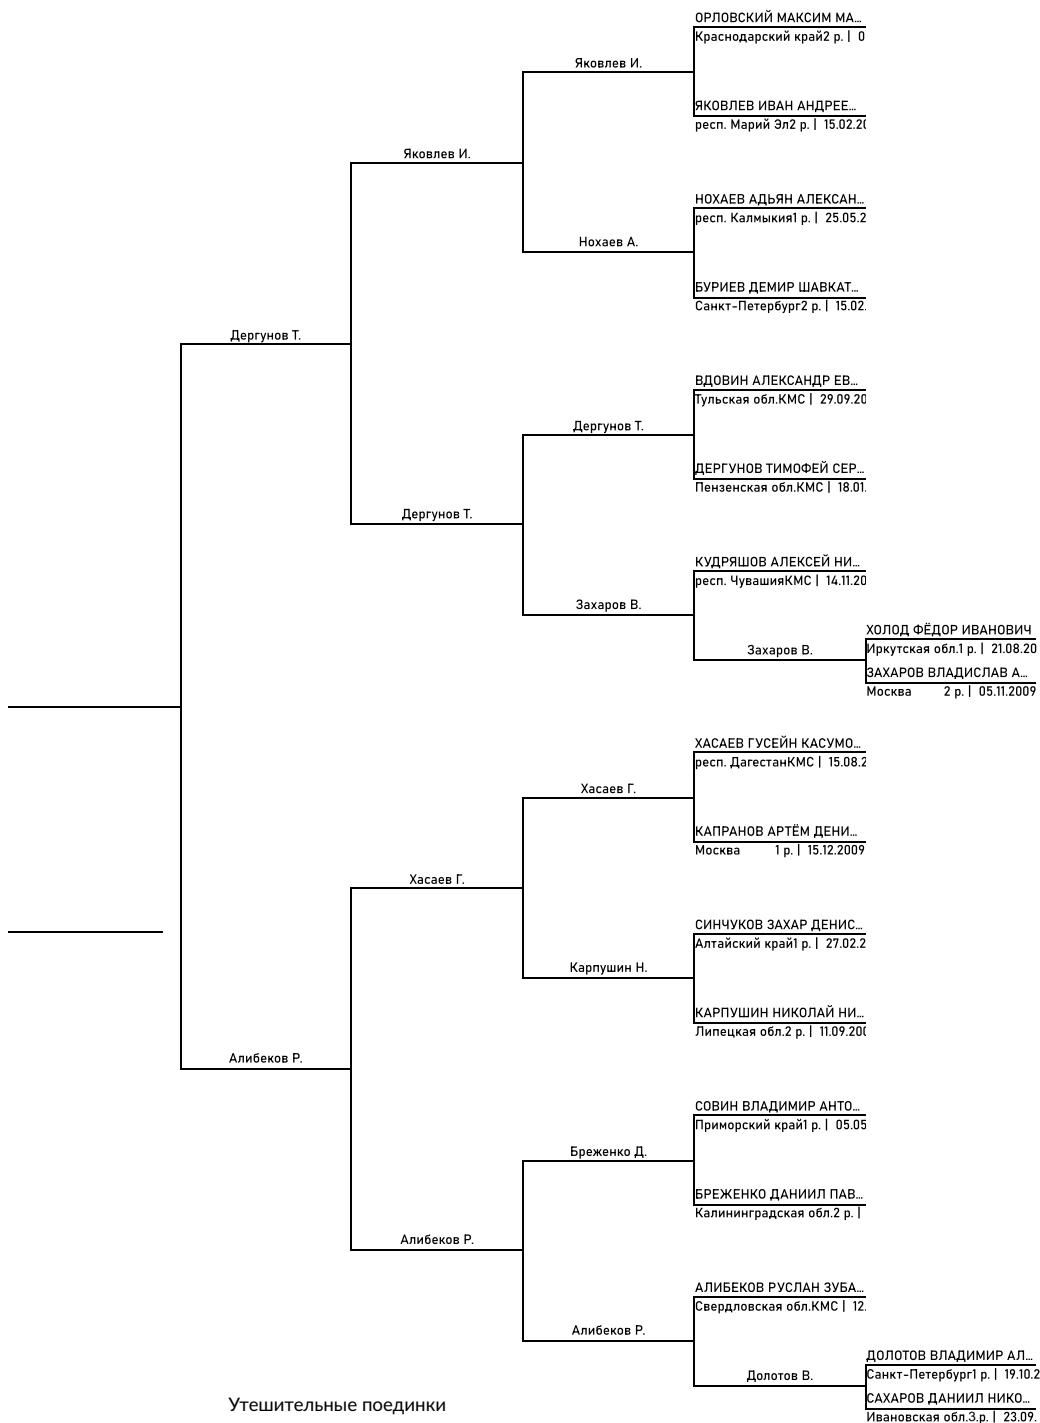 ОРЛОВСКИЙ МАКСИМ МА...
Краснодарский край2 р. | 0
Яковлев И.
ЯКОВЛЕВ ИВАН АНДРЕЕ...
респ. Марий Эл2 р. | 15.02.20
Яковлев И.
НОХАЕВ АДЬЯН АЛЕКСАН...
респ. Калмыкия1 р. | 25.05.2
Нохаев А.
БУРИЕВ ДЕМИР ШАВКАТ...
Санкт-Петербург2 р. | 15.02.
Дергунов Т.
ВДОВИН АЛЕКСАНДР ЕВ...
Тульская обл.КМС | 29.09.20
Дергунов Т.
ДЕРГУНОВ ТИМОФЕЙ СЕР...
Пензенская обл.КМС | 18.01.
Дергунов Т.
КУДРЯШОВ АЛЕКСЕЙ НИ...
респ. ЧувашияКМС | 14.11.20
Захаров В.
ХОЛОД ФЁДОР ИВАНОВИЧ
Иркутская обл.1 р. | 21.08.20
Захаров В.
ЗАХАРОВ ВЛАДИСЛАВ А...
Москва 2 р. | 05.11.2009
ХАСАЕВ ГУСЕЙН КАСУМО...
респ. ДагестанКМС | 15.08.2
Хасаев Г.
КАПРАНОВ АРТЁМ ДЕНИ...
Москва 1 р. | 15.12.2009
Хасаев Г.
СИНЧУКОВ ЗАХАР ДЕНИС...
Алтайский край1 р. | 27.02.2
Карпушин Н.
КАРПУШИН НИКОЛАЙ НИ...
Липецкая обл.2 р. | 11.09.200
Алибеков Р.
СОВИН ВЛАДИМИР АНТО...
Приморский край1 р. | 05.05
Бреженко Д.
БРЕЖЕНКО ДАНИИЛ ПАВ...
Калининградская обл.2 р. |
Алибеков Р.
АЛИБЕКОВ РУСЛАН ЗУБА...
Свердловская обл.КМС | 12.
Алибеков Р.
ДОЛОТОВ ВЛАДИМИР АЛ...
Санкт-Петербург1 р. | 19.10.2
Долотов В.
САХАРОВ ДАНИИЛ НИКО...
Ивановская обл.3.р. | 23.09.
Утешительные поединки